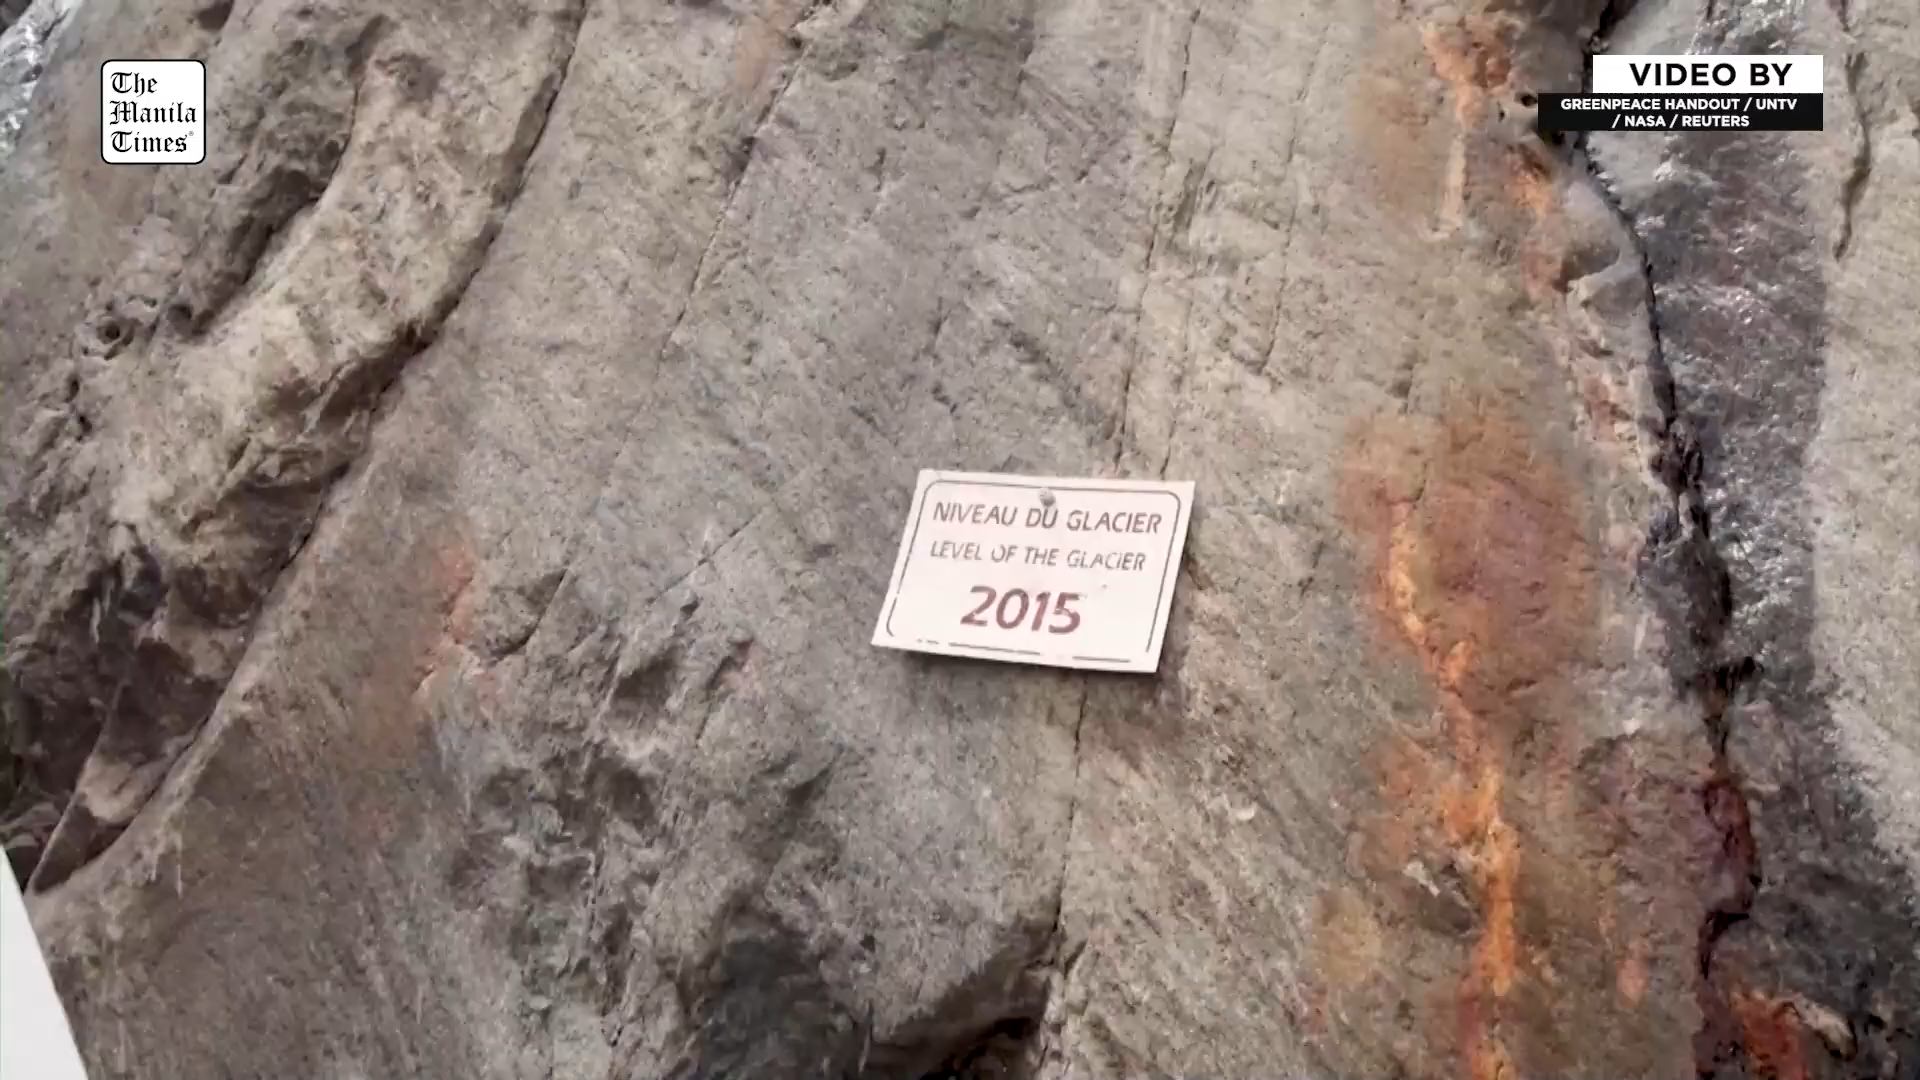 The
Manila
Times
VIDEO BY
GREENPEACE HANDOUT / UNTV
/ NASA / REUTERS
NIVEAU DU GLACIER
LEVEL OF THE GLACIER
2015